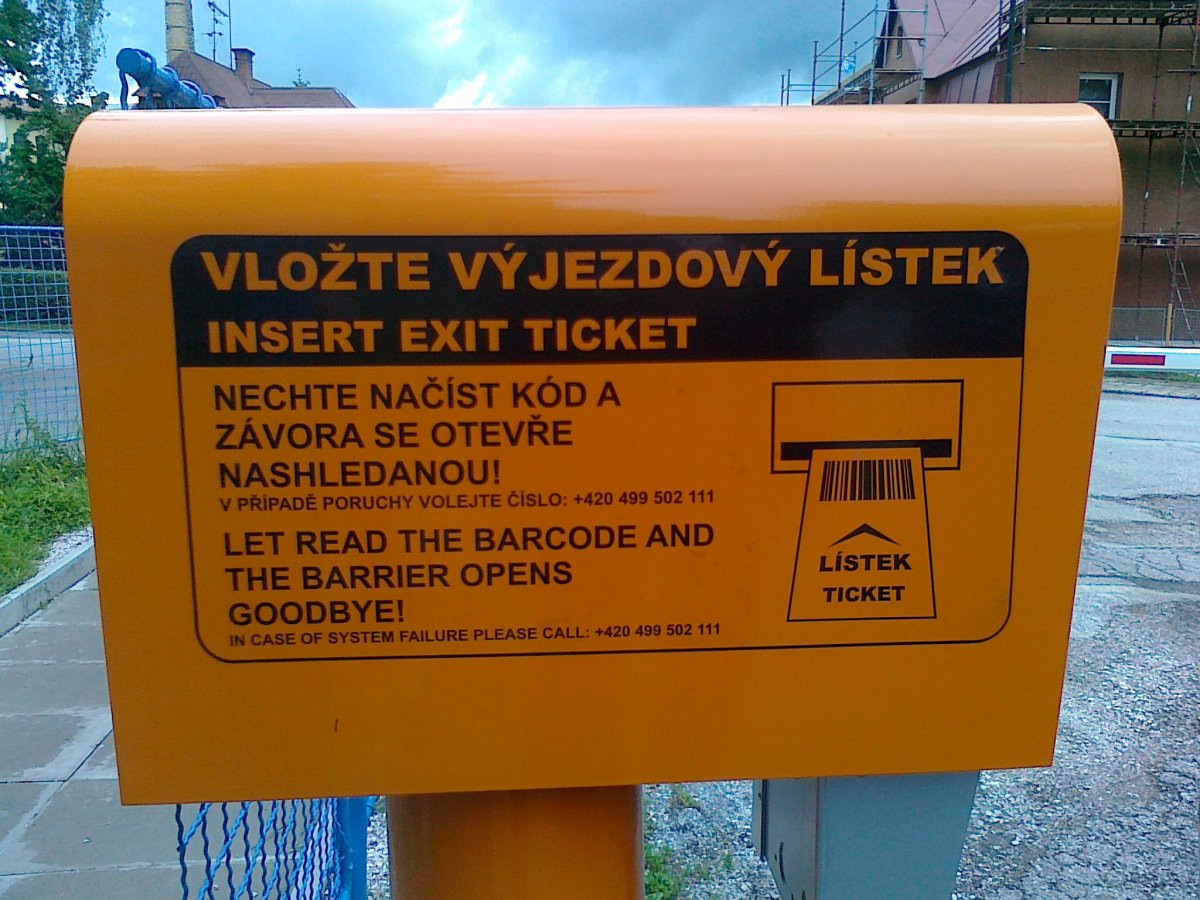 VLOŽTE VÝJEZDOVÝ LÍSTEK
INSERT EXIT TICKET
NECHTE NAČÍST KÓD A
ZÁVORA SE OTEVŘE
NASHLEDANOU!
V PŘÍPADĚ PORUCHY VOLEJTE ČÍSLO: +420 499 502 111
LET READ THE BARCODE AND
THE BARRIER OPENS
GOODBYE!
IN CASE OF SYSTEM FAILURE PLEASE CALL: +420 499 502 111
LÍSTEK
TICKET